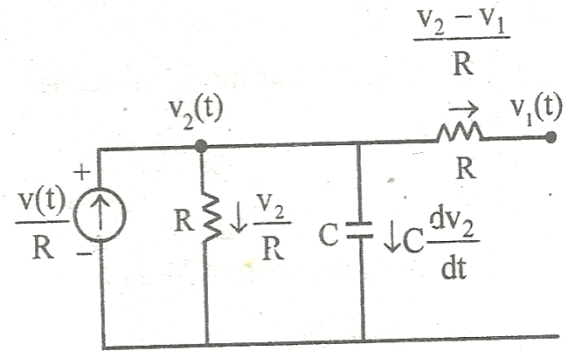 v₂ − v₁
R
v₂(t)
v₁(t)
R
+
v(t)
R
−
R
v₂
R
C
C dv₂
dt